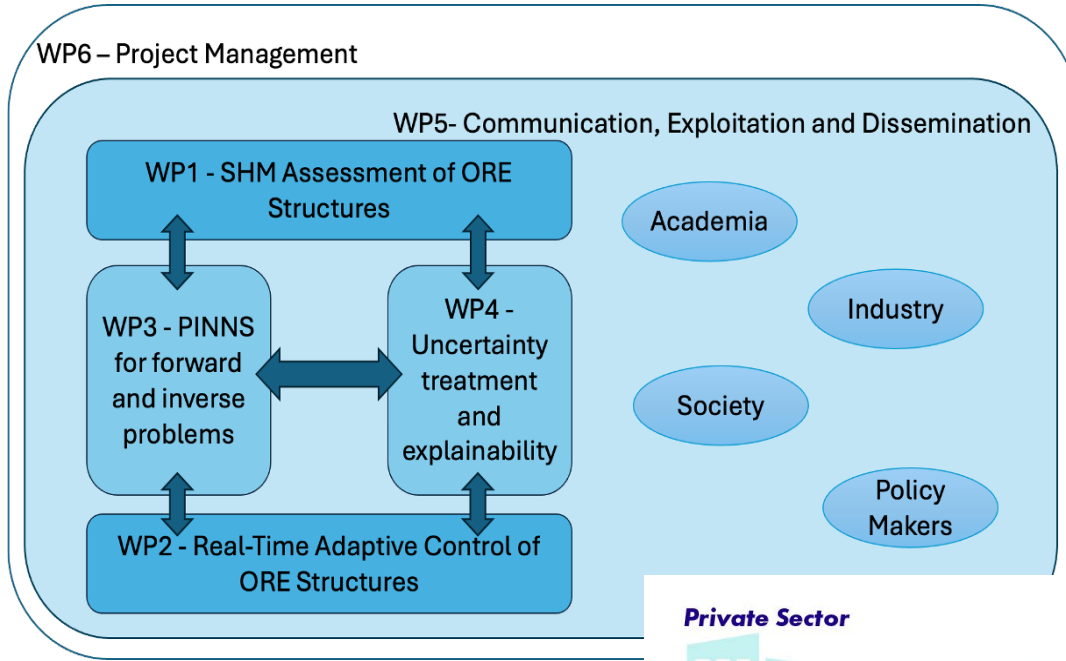 WP6 – Project Management
WP5- Communication, Exploitation and Dissemination
WP1 - SHM Assessment of ORE
Structures
WP3 - PINNS
for forward
and inverse
problems
WP4 -
Uncertainty
treatment
and
explainability
WP2 - Real-Time Adaptive Control of
ORE Structures
Academia
Industry
Society
Policy
Makers
Private Sector